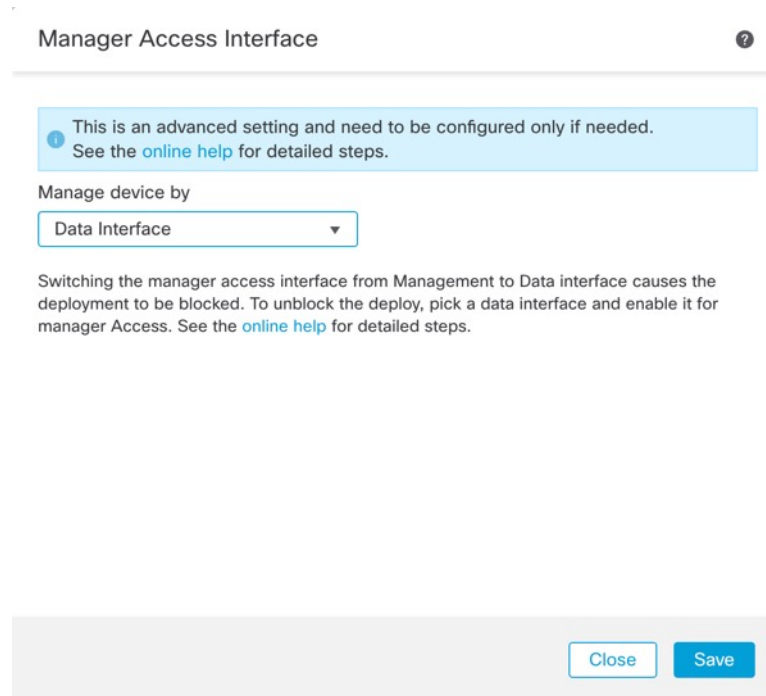 Manager Access Interface
This is an advanced setting and need to be configured only if needed.
See the online help for detailed steps.
Manage device by
Data Interface
Switching the manager access interface from Management to Data interface causes the
deployment to be blocked. To unblock the deploy, pick a data interface and enable it for
manager Access. See the online help for detailed steps.
Close
Save